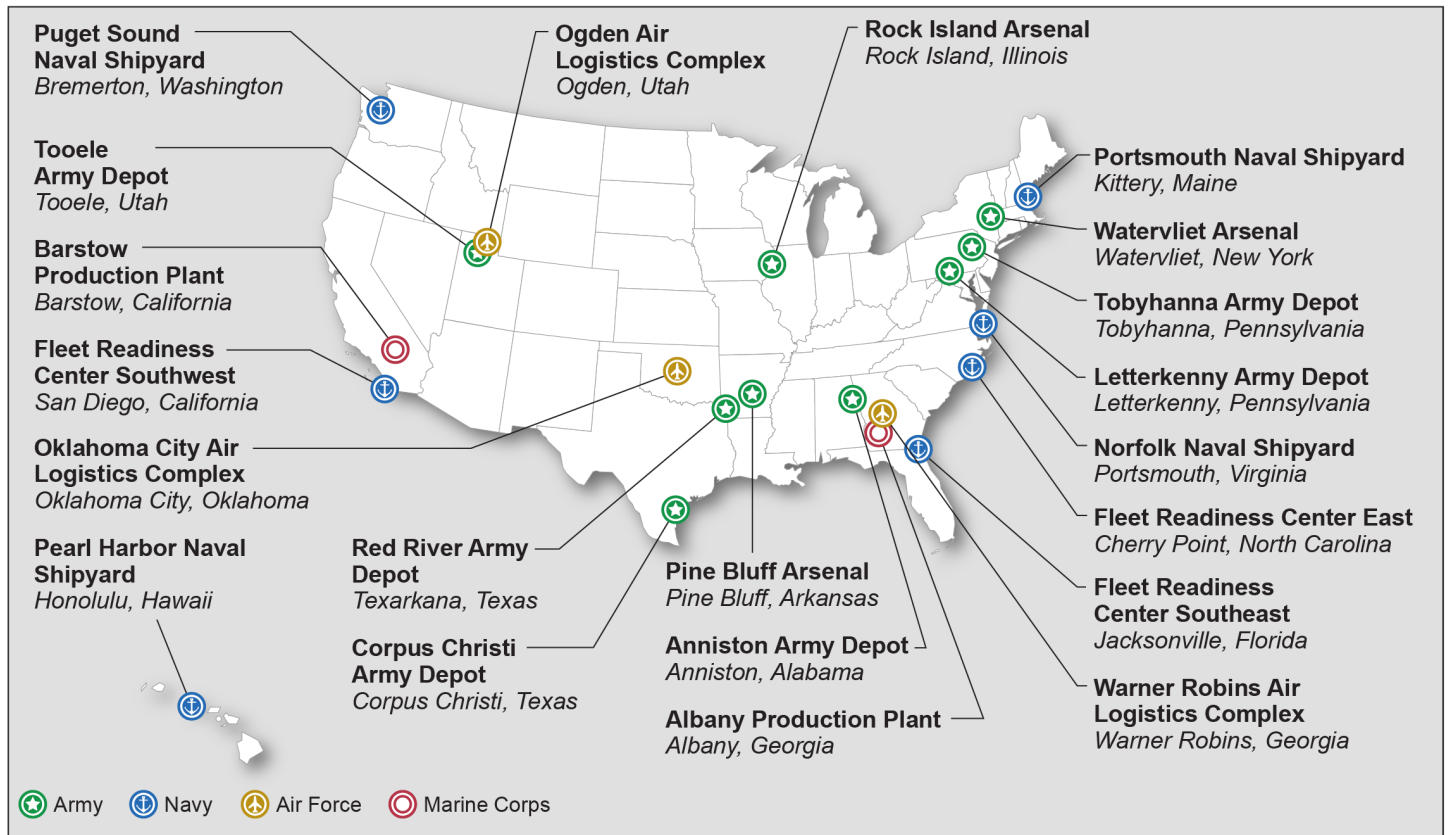 Puget Sound
Naval Shipyard
Bremerton, Washington
Ogden Air
Logistics Complex
Ogden, Utah
Rock Island Arsenal
Rock Island, Illinois
Tooele
Army Depot
Tooele, Utah
Barstow
Production Plant
Barstow, California
Fleet Readiness
Center Southwest
San Diego, California
Oklahoma City Air
Logistics Complex
Oklahoma City, Oklahoma
Pearl Harbor Naval
Shipyard
Honolulu, Hawaii
Red River Army
Depot
Texarkana, Texas
Corpus Christi
Army Depot
Corpus Christi, Texas
Pine Bluff Arsenal
Pine Bluff, Arkansas
Anniston Army Depot
Anniston, Alabama
Albany Production Plant
Albany, Georgia
Portsmouth Naval Shipyard
Kittery, Maine
Watervliet Arsenal
Watervliet, New York
Tobyhanna Army Depot
Tobyhanna, Pennsylvania
Letterkenny Army Depot
Letterkenny, Pennsylvania
Norfolk Naval Shipyard
Portsmouth, Virginia
Fleet Readiness Center East
Cherry Point, North Carolina
Fleet Readiness
Center Southeast
Jacksonville, Florida
Warner Robins Air
Logistics Complex
Warner Robins, Georgia
Army Navy Air Force Marine Corps